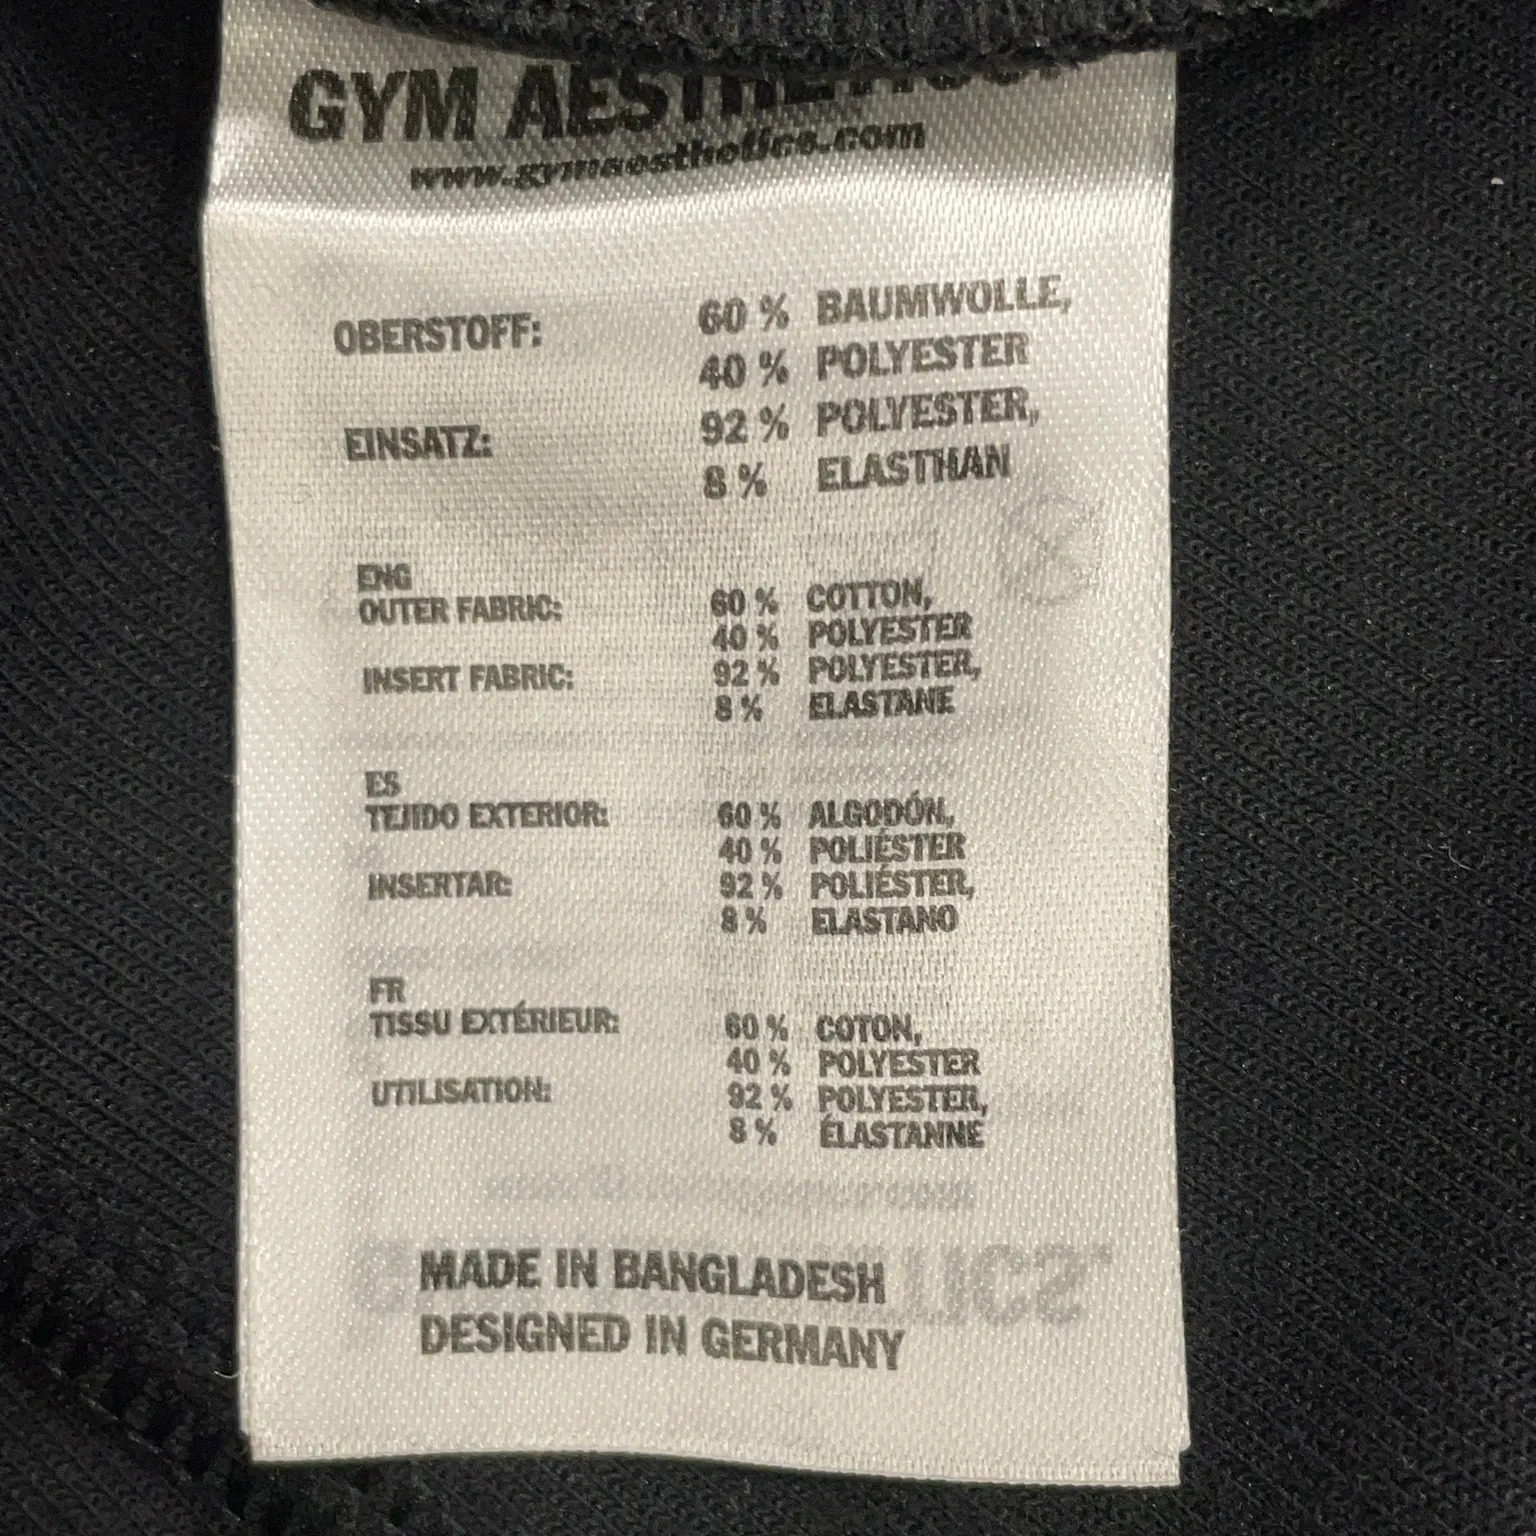 GYM AESTHETICS.
www.gymaesthetics.com
OBERSTOFF: 60 % BAUMWOLLE,
40 % POLYESTER
EINSATZ: 92 % POLYESTER,
8 % ELASTHAN
ENG
OUTER FABRIC: 60 % COTTON,
40 % POLYESTER
INSERT FABRIC: 92 % POLYESTER,
8 % ELASTANE
ES
TEJIDO EXTERIOR: 60 % ALGODÓN,
40 % POLIÉSTER
INSERTAR: 92 % POLIÉSTER,
8 % ELASTANO
FR
TISSU EXTÉRIEUR: 60 % COTON,
40 % POLYESTER
UTILISATION: 92 % POLYESTER,
8 % ÉLASTANNE
MADE IN BANGLADESH
DESIGNED IN GERMANY